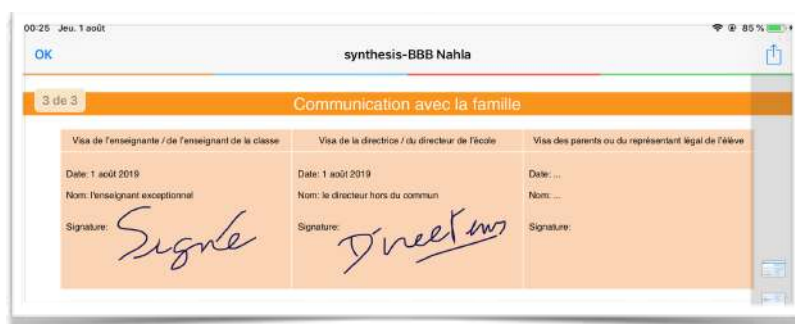 00:25 Jeu. 1 août 85 %
OK synthesis-BBB Nahla
3 de 3
Communication avec la famille
Visa de l'enseignante / de l'enseignant de la classe
Date: 1 août 2019
Nom: l'enseignant exceptionnel
Signature: Signée
Visa de la directrice / du directeur de l'école
Date: 1 août 2019
Nom: le directeur hors du commun
Signature: Directeur
Visa des parents ou du représentant légal de l'élève
Date: ...
Nom: ...
Signature: